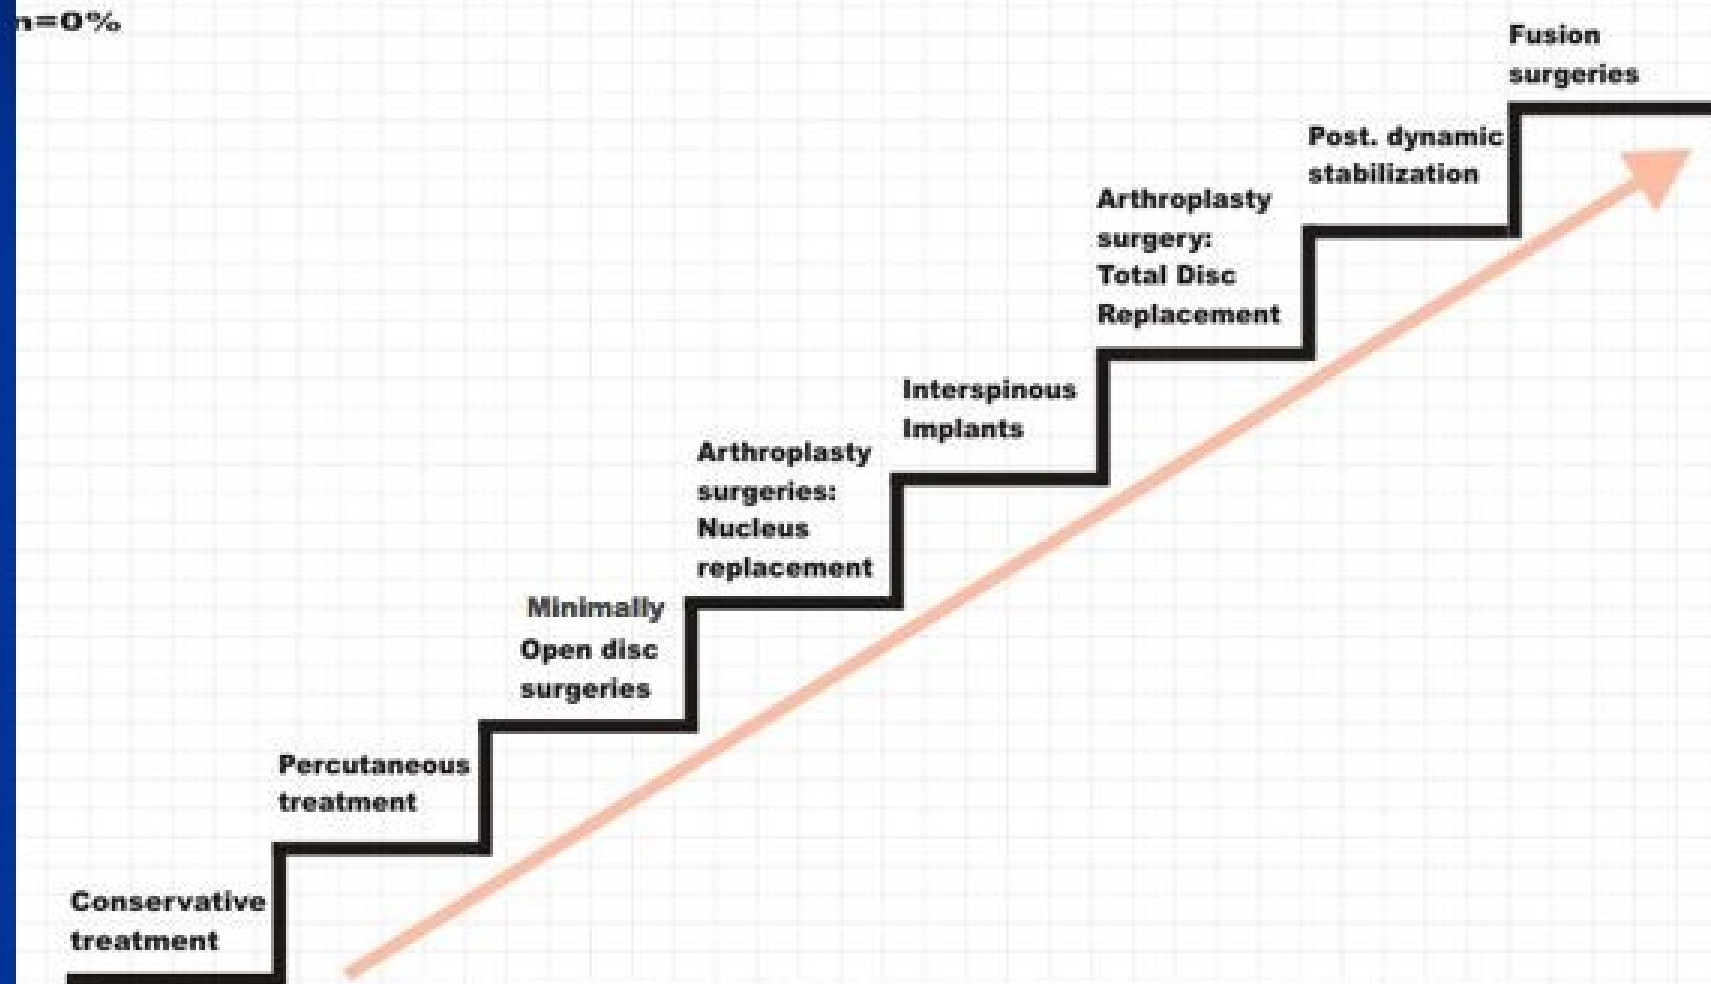 n=0%
Fusion
surgeries
Post. dynamic
stabilization
Arthroplasty
surgery:
Total Disc
Replacement
Interspinous
Implants
Arthroplasty
surgeries:
Nucleus
replacement
Minimally
Open disc
surgeries
Percutaneous
treatment
Conservative
treatment